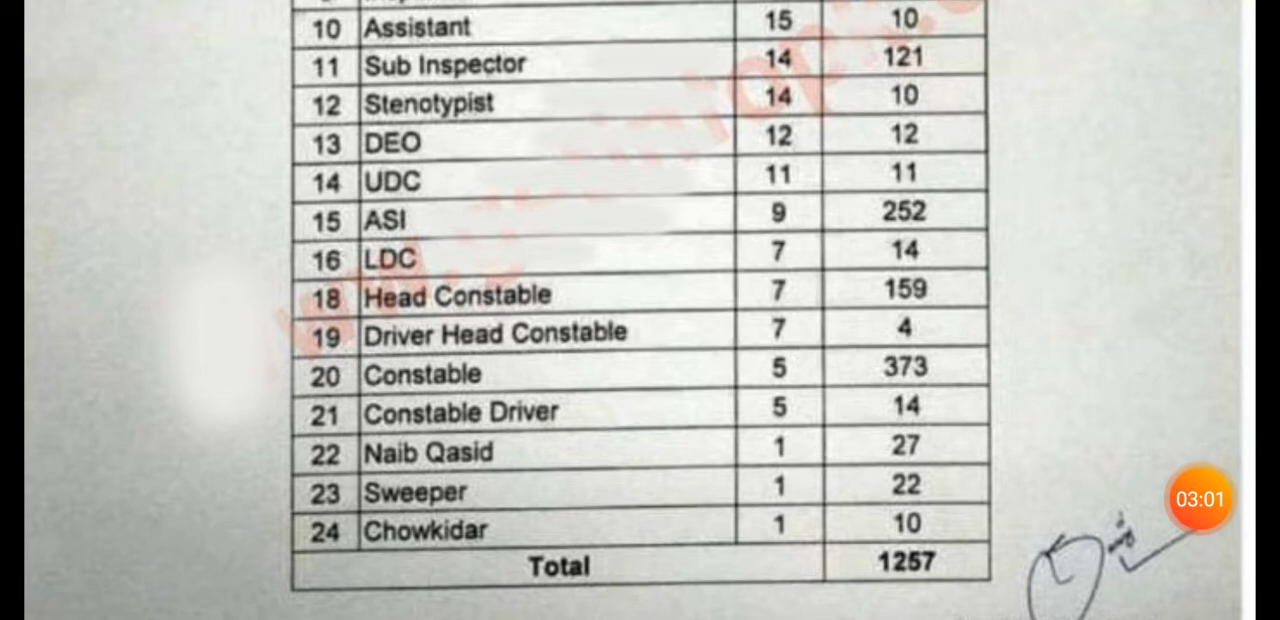 10 Assistant 15 10
11 Sub Inspector 14 121
12 Stenotypist 14 10
13 DEO 12 12
14 UDC 11 11
15 ASI 9 252
16 LDC 7 14
18 Head Constable 7 159
19 Driver Head Constable 7 4
20 Constable 5 373
21 Constable Driver 5 14
22 Naib Qasid 1 27
23 Sweeper 1 22
24 Chowkidar 1 10
Total 1257
03:01